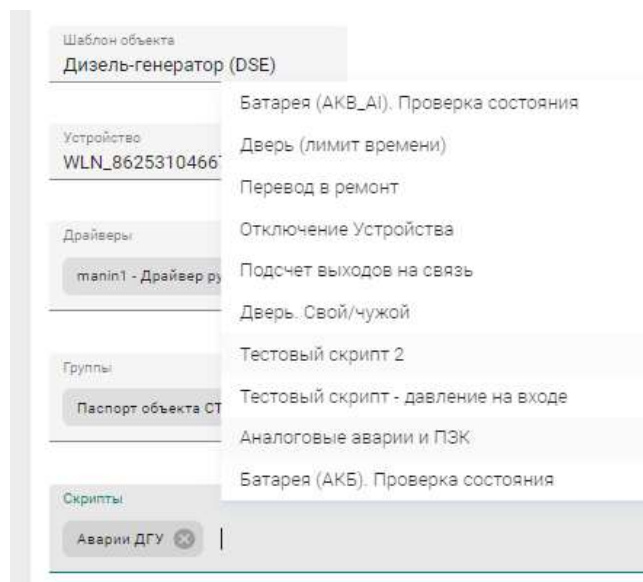 Шаблон объекта
Дизель-генератор (DSE)
Устройство
WLN_8625310466
Драйверы
manin1 - Драйвер ру
Группы
Паспорт объекта СТ
Скрипты
Аварии ДГУ
Батарея (AKB_AI). Проверка состояния
Дверь (лимит времени)
Перевод в ремонт
Отключение Устройства
Подсчет выходов на связь
Дверь. Свой/чужой
Тестовый скрипт 2
Тестовый скрипт - давление на входе
Аналоговые аварии и ПЗК
Батарея (АКБ). Проверка состояния